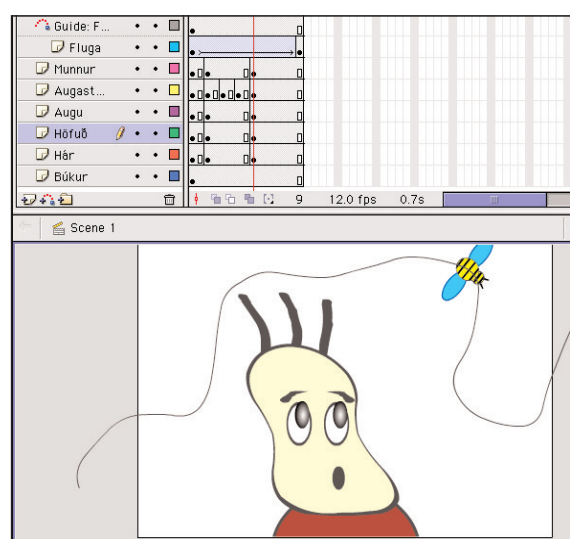 Guide: F...
Fluga
Munnur
Augast...
Augu
Höfuð
Hár
Búkur
9 12.0 fps 0.7s
Scene 1